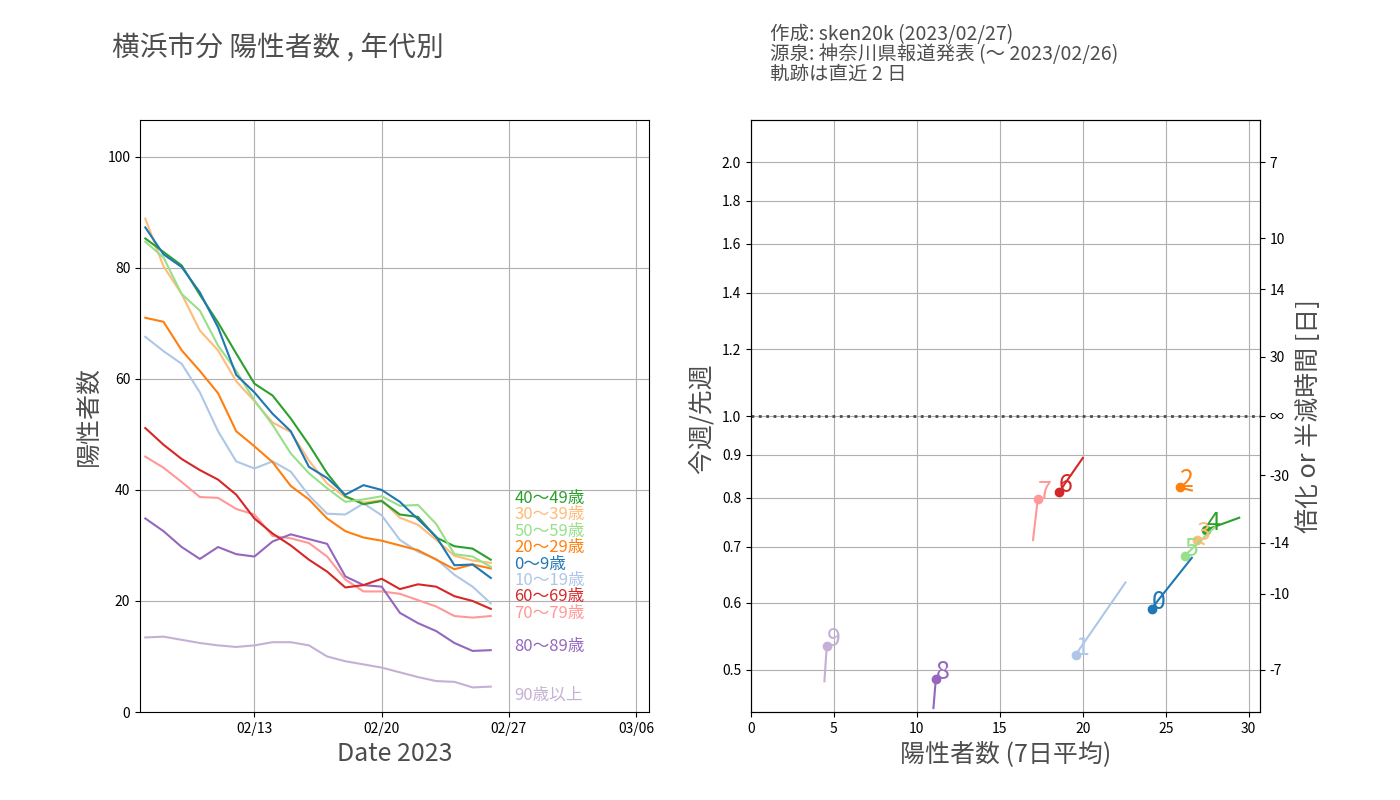 横浜市分 陽性者数 , 年代別
作成: sken20k (2023/02/27)
源泉: 神奈川県報道発表 (〜 2023/02/26)
軌跡は直近 2 日
陽性者数
100
80
60
40
20
0
02/13
02/20
02/27
03/06
Date 2023
40〜49歳
30〜39歳
50〜59歳
20〜29歳
0〜9歳
10〜19歳
60〜69歳
70〜79歳
80〜89歳
90歳以上
今週/先週
2.0
1.8
1.6
1.4
1.2
1.0
0.9
0.8
0.7
0.6
0.5
7
6
2
4
3
5
0
1
9
8
0
5
10
15
20
25
30
陽性者数 (7日平均)
7
10
14
30
∞
-30
-14
-10
-7
倍化 or 半減時間 [日]